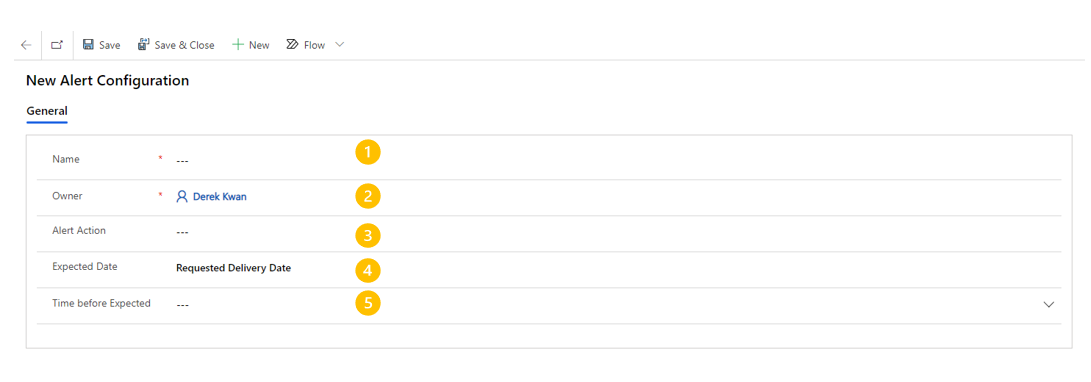 Save Save & Close New Flow
New Alert Configuration
General
Name * --- 1
Owner * Derek Kwan 2
Alert Action --- 3
Expected Date Requested Delivery Date 4
Time before Expected --- 5